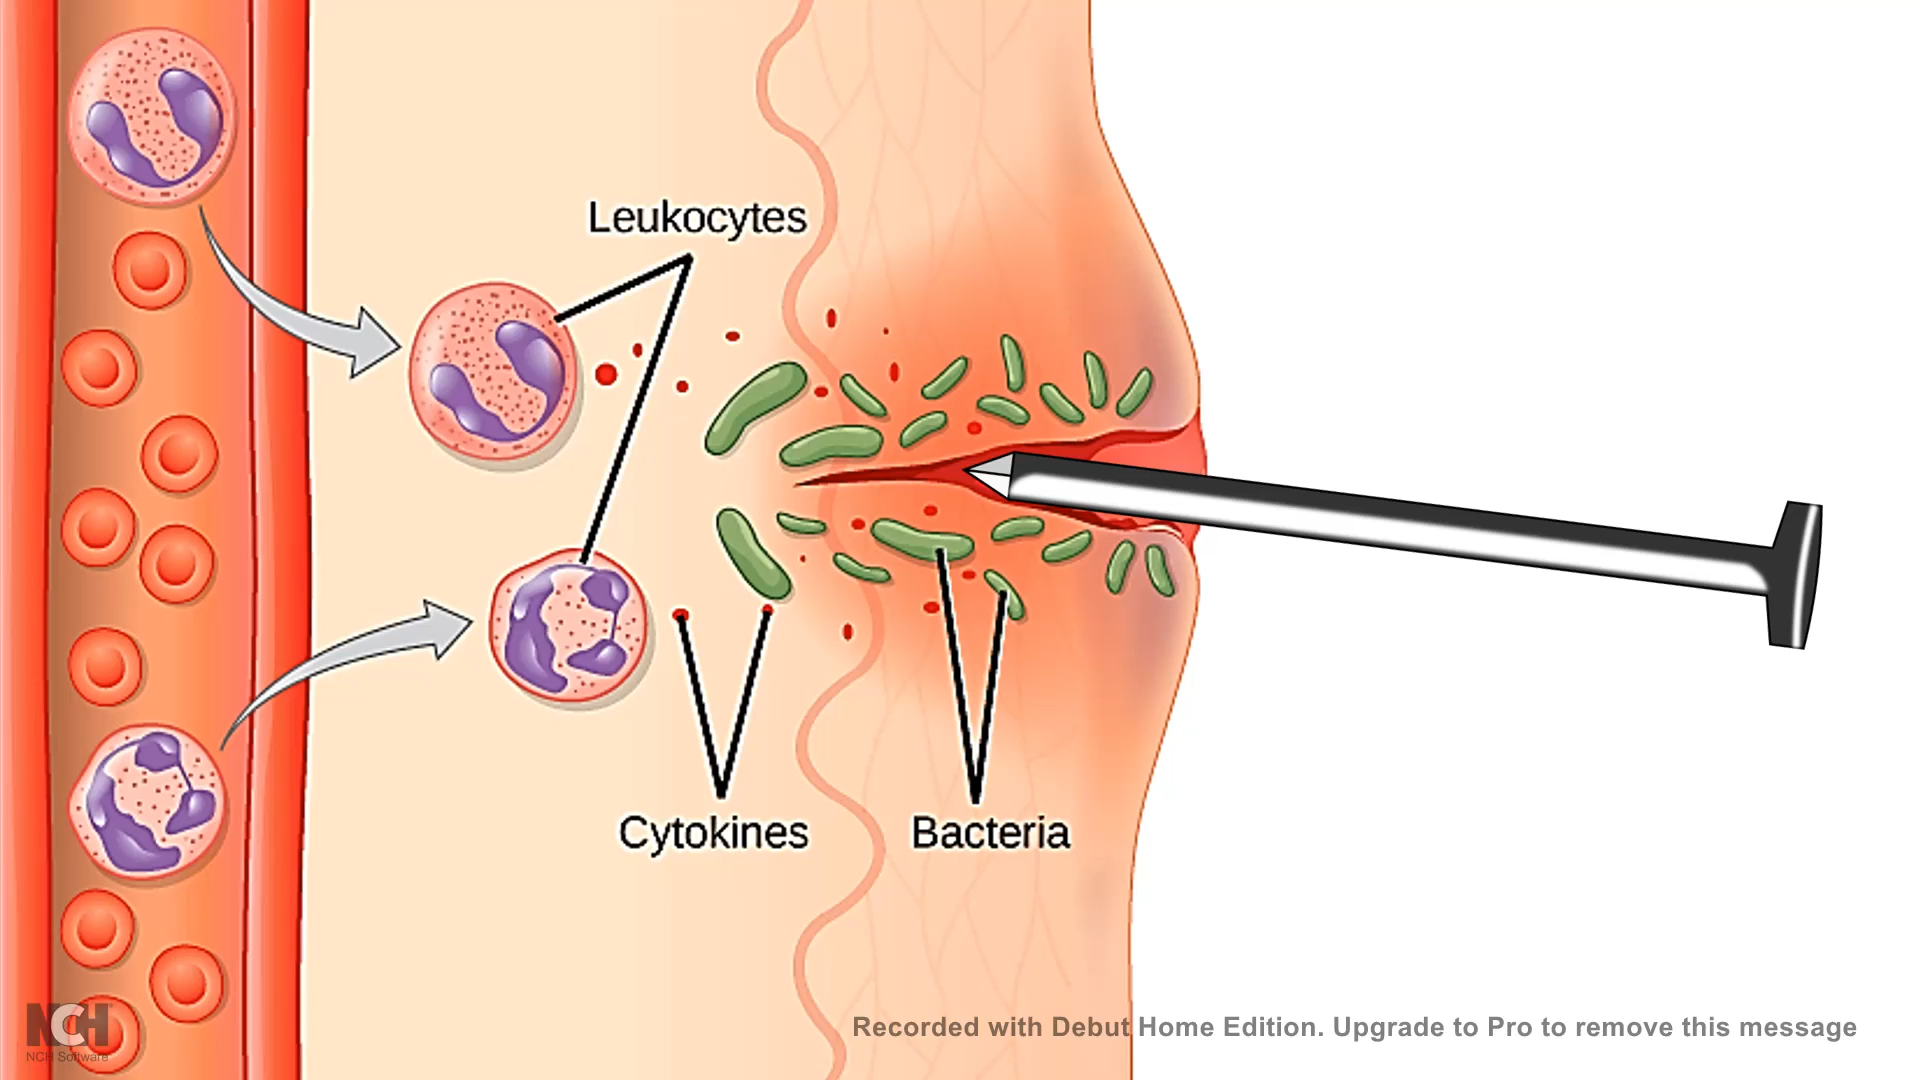 Leukocytes
Cytokines
Bacteria
NCH
NCH Software
Recorded with Debut Home Edition. Upgrade to Pro to remove this message